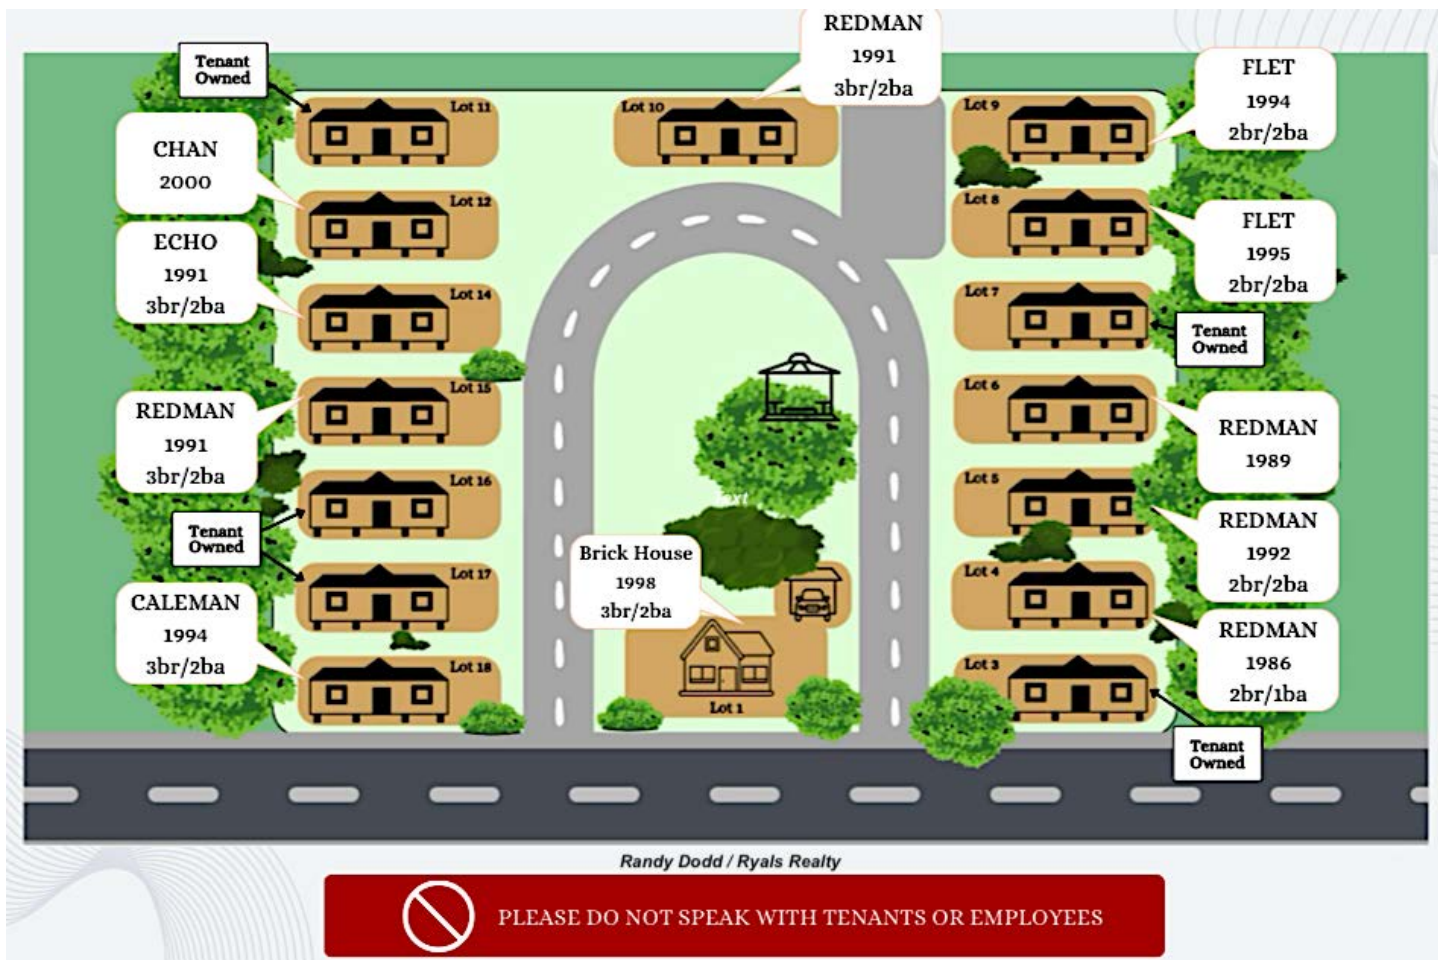 REDMAN
1991
3br/2ba
Tenant
Owned
Lot 11
Lot 10
Lot 9
FLET
1994
2br/2ba
CHAN
2000
Lot 12
Lot 8
FLET
1995
2br/2ba
ECHO
1991
3br/2ba
Lot 14
Lot 7
Tenant
Owned
REDMAN
1991
3br/2ba
Lot 15
Lot 6
REDMAN
1989
Lot 16
Lot 5
Text
Tenant
Owned
REDMAN
1992
2br/2ba
Brick House
1998
3br/2ba
Lot 17
Lot 4
CALEMAN
1994
3br/2ba
REDMAN
1986
2br/1ba
Lot 18
Lot 3
Lot 1
Tenant
Owned
Randy Dodd / Ryals Realty
PLEASE DO NOT SPEAK WITH TENANTS OR EMPLOYEES